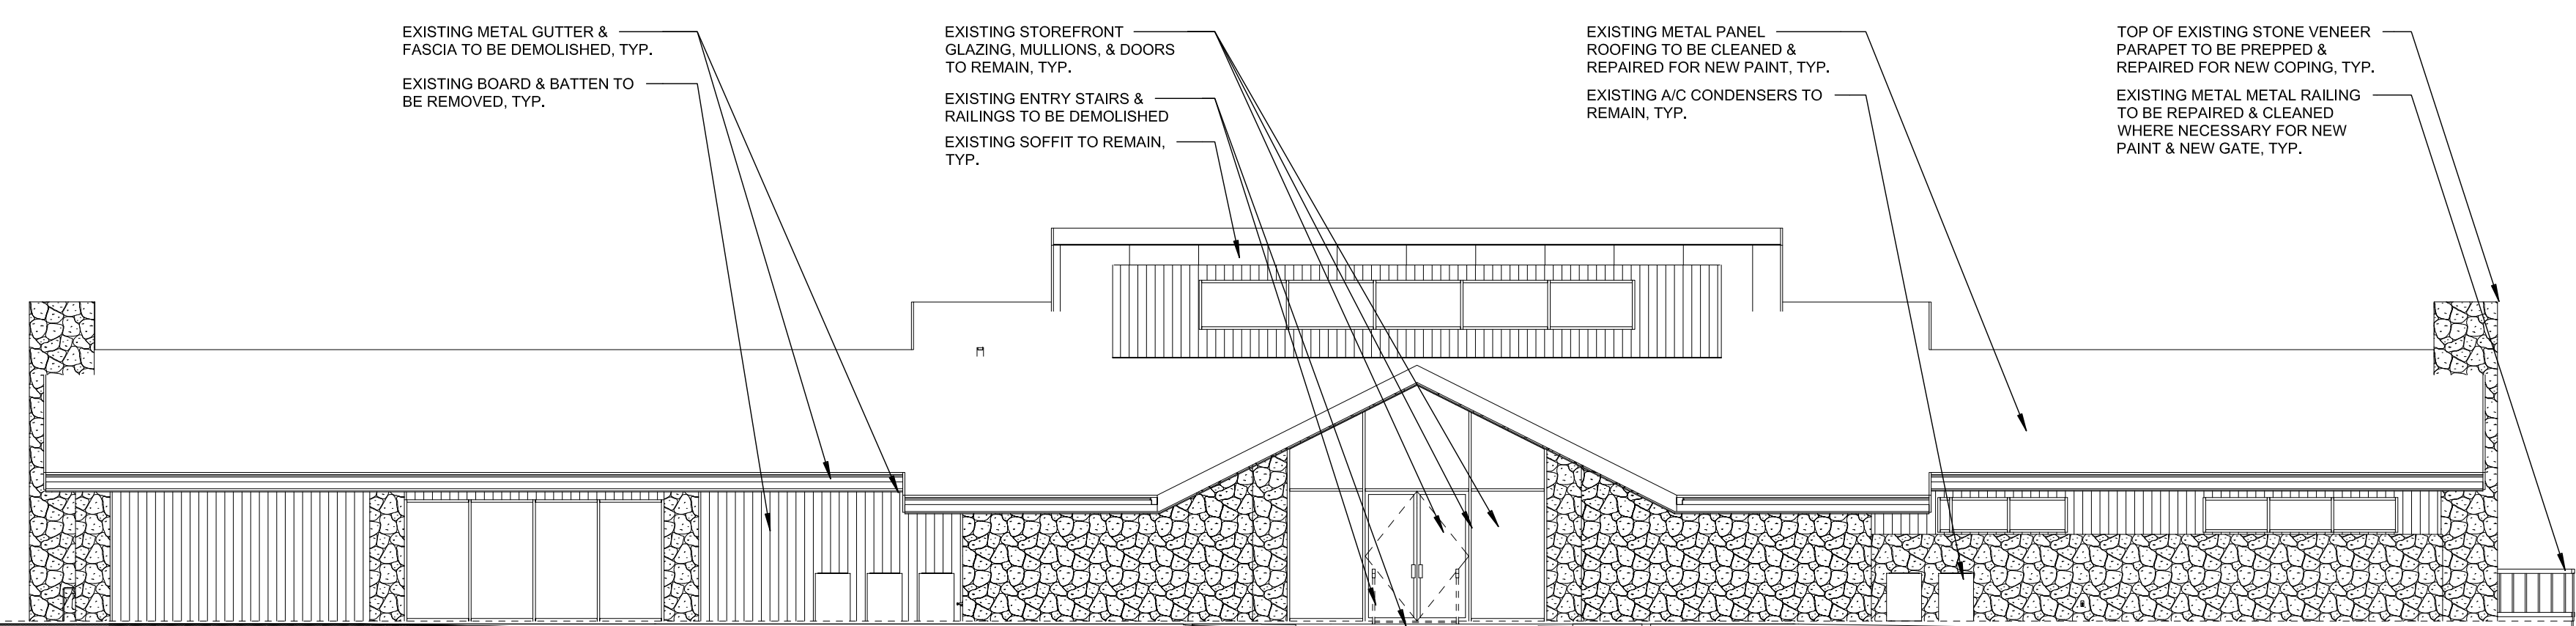 EXISTING METAL GUTTER &
FASCIA TO BE DEMOLISHED, TYP.
EXISTING BOARD & BATTEN TO
BE REMOVED, TYP.
EXISTING STOREFRONT
GLAZING, MULLIONS, & DOORS
TO REMAIN, TYP.
EXISTING ENTRY STAIRS &
RAILINGS TO BE DEMOLISHED
EXISTING SOFFIT TO REMAIN,
TYP.
EXISTING METAL PANEL
ROOFING TO BE CLEANED &
REPAIRED FOR NEW PAINT, TYP.
EXISTING A/C CONDENSERS TO
REMAIN, TYP.
TOP OF EXISTING STONE VENEER
PARAPET TO BE PREPPED &
REPAIRED FOR NEW COPING, TYP.
EXISTING METAL METAL RAILING
TO BE REPAIRED & CLEANED
WHERE NECESSARY FOR NEW
PAINT & NEW GATE, TYP.